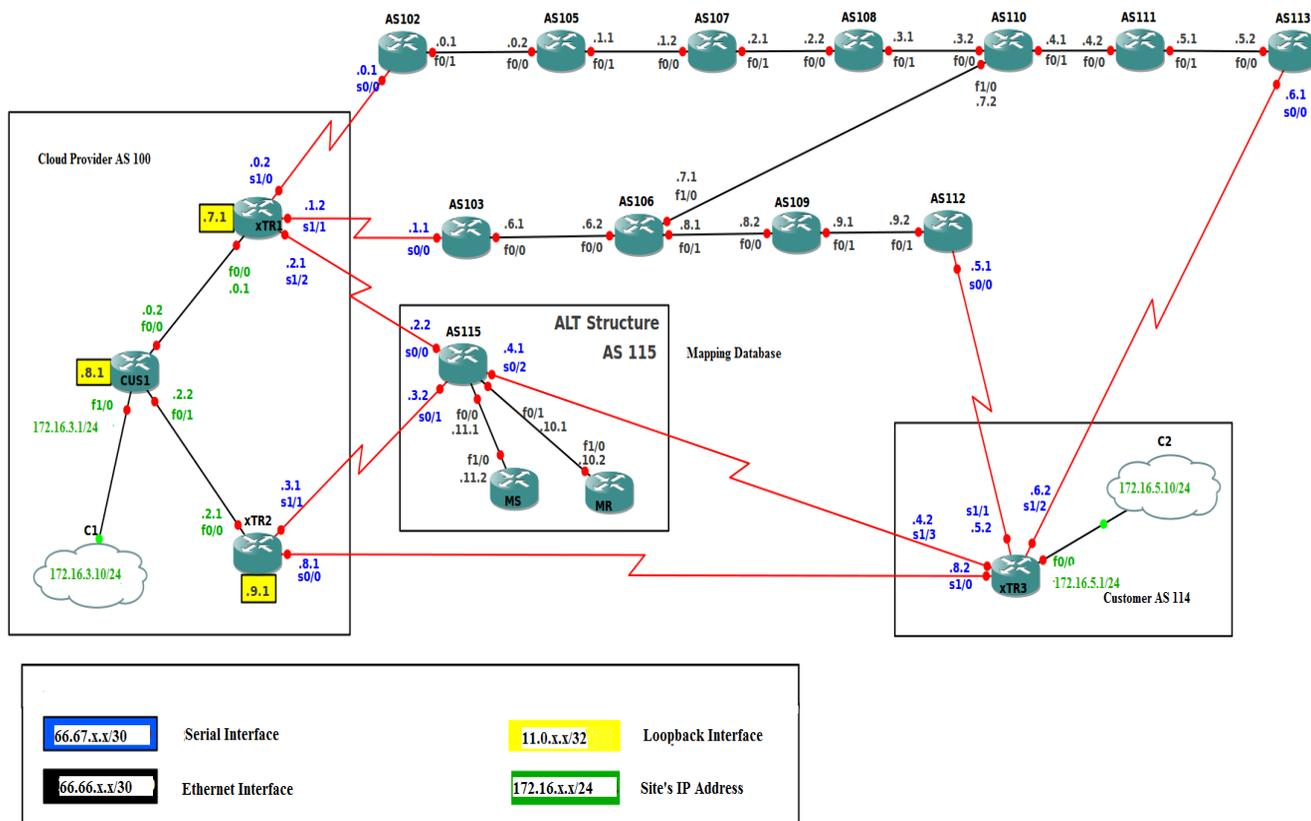 AS102
AS105
AS107
AS108
AS110
AS111
AS113
.0.1
f0/1
.0.2
f0/0
.1.1
f0/1
.1.2
f0/0
.2.1
f0/1
.2.2
f0/0
.3.1
f0/1
.3.2
f0/0
.4.1
f0/1
.4.2
f0/0
.5.1
f0/1
.5.2
f0/0
.0.1
s0/0
f1/0
.7.2
.6.1
s0/0
Cloud Provider AS 100
.0.2
s1/0
.7.1
xTR1
.1.2
s1/1
.2.1
s1/2
f0/0
.0.1
AS103
.1.1
s0/0
.6.1
f0/0
AS106
.6.2
f0/0
.7.1
f1/0
.8.1
f0/1
AS109
.8.2
f0/0
.9.1
f0/1
AS112
.9.2
f0/1
.5.1
s0/0
.0.2
f0/0
.8.1
CUS1
f1/0
.2.2
f0/1
172.16.3.1/24
ALT Structure
AS 115
Mapping Database
AS115
.2.2
s0/0
.4.1
s0/2
.3.2
s0/1
f0/0
.11.1
f0/1
.10.1
f1/0
.11.2
f1/0
.10.2
MS
MR
C1
172.16.3.10/24
xTR2
.2.1
f0/0
.3.1
s1/1
.8.1
s0/0
.9.1
C2
172.16.5.10/24
.4.2
s1/3
s1/1
.5.2
.6.2
s1/2
.8.2
s1/0
xTR3
f0/0
172.16.5.1/24
Customer AS 114
66.67.x.x/30
Serial Interface
11.0.x.x/32
Loopback Interface
66.66.x.x/30
Ethernet Interface
172.16.x.x/24
Site's IP Address